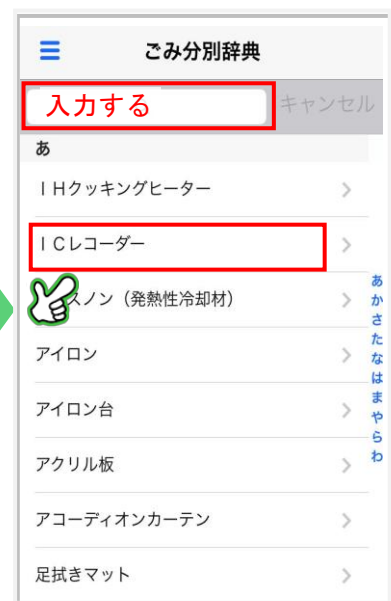 ごみ分別辞典
入力する キャンセル
あ
ＩＨクッキングヒーター
ＩＣレコーダー
スノン（発熱性冷却材）
アイロン
アイロン台
アクリル板
アコーディオンカーテン
足拭きマット
あ
か
さ
た
な
は
ま
や
ら
わ